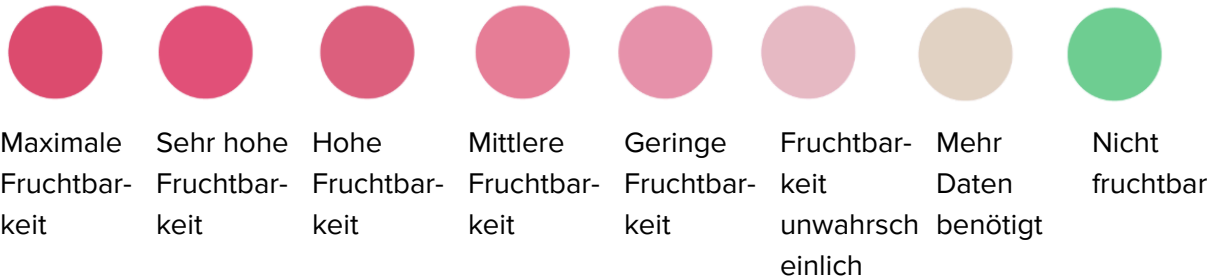 Maximale
Fruchtbar-
keit
Sehr hohe
Fruchtbar-
keit
Hohe
Fruchtbar-
keit
Mittlere
Fruchtbar-
keit
Geringe
Fruchtbar-
keit
Fruchtbar-
keit
unwahrsch
einlich
Mehr
Daten
benötigt
Nicht
fruchtbar